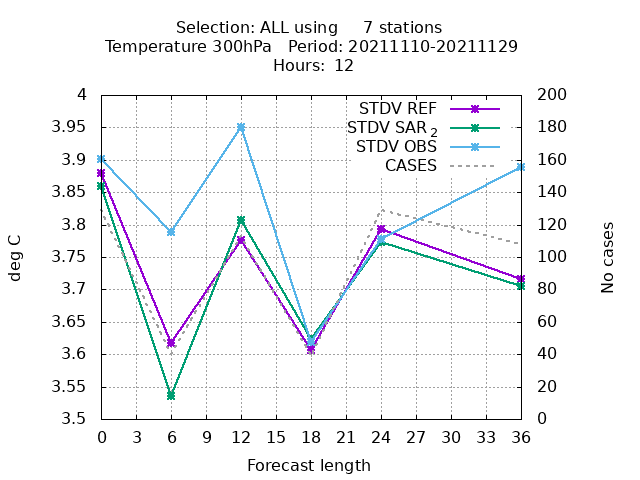 Selection: ALL using     7 stations
Temperature 300hPa   Period: 20211110-20211129
Hours: 12
4
3.95
3.9
3.85
3.8
3.75
3.7
3.65
3.6
3.55
3.5
200
180
160
140
120
100
80
60
40
20
0
STDV REF
STDV SAR 2
STDV OBS
CASES
deg C
No cases
0 3 6 9 12 15 18 21 24 27 30 33 36
Forecast length